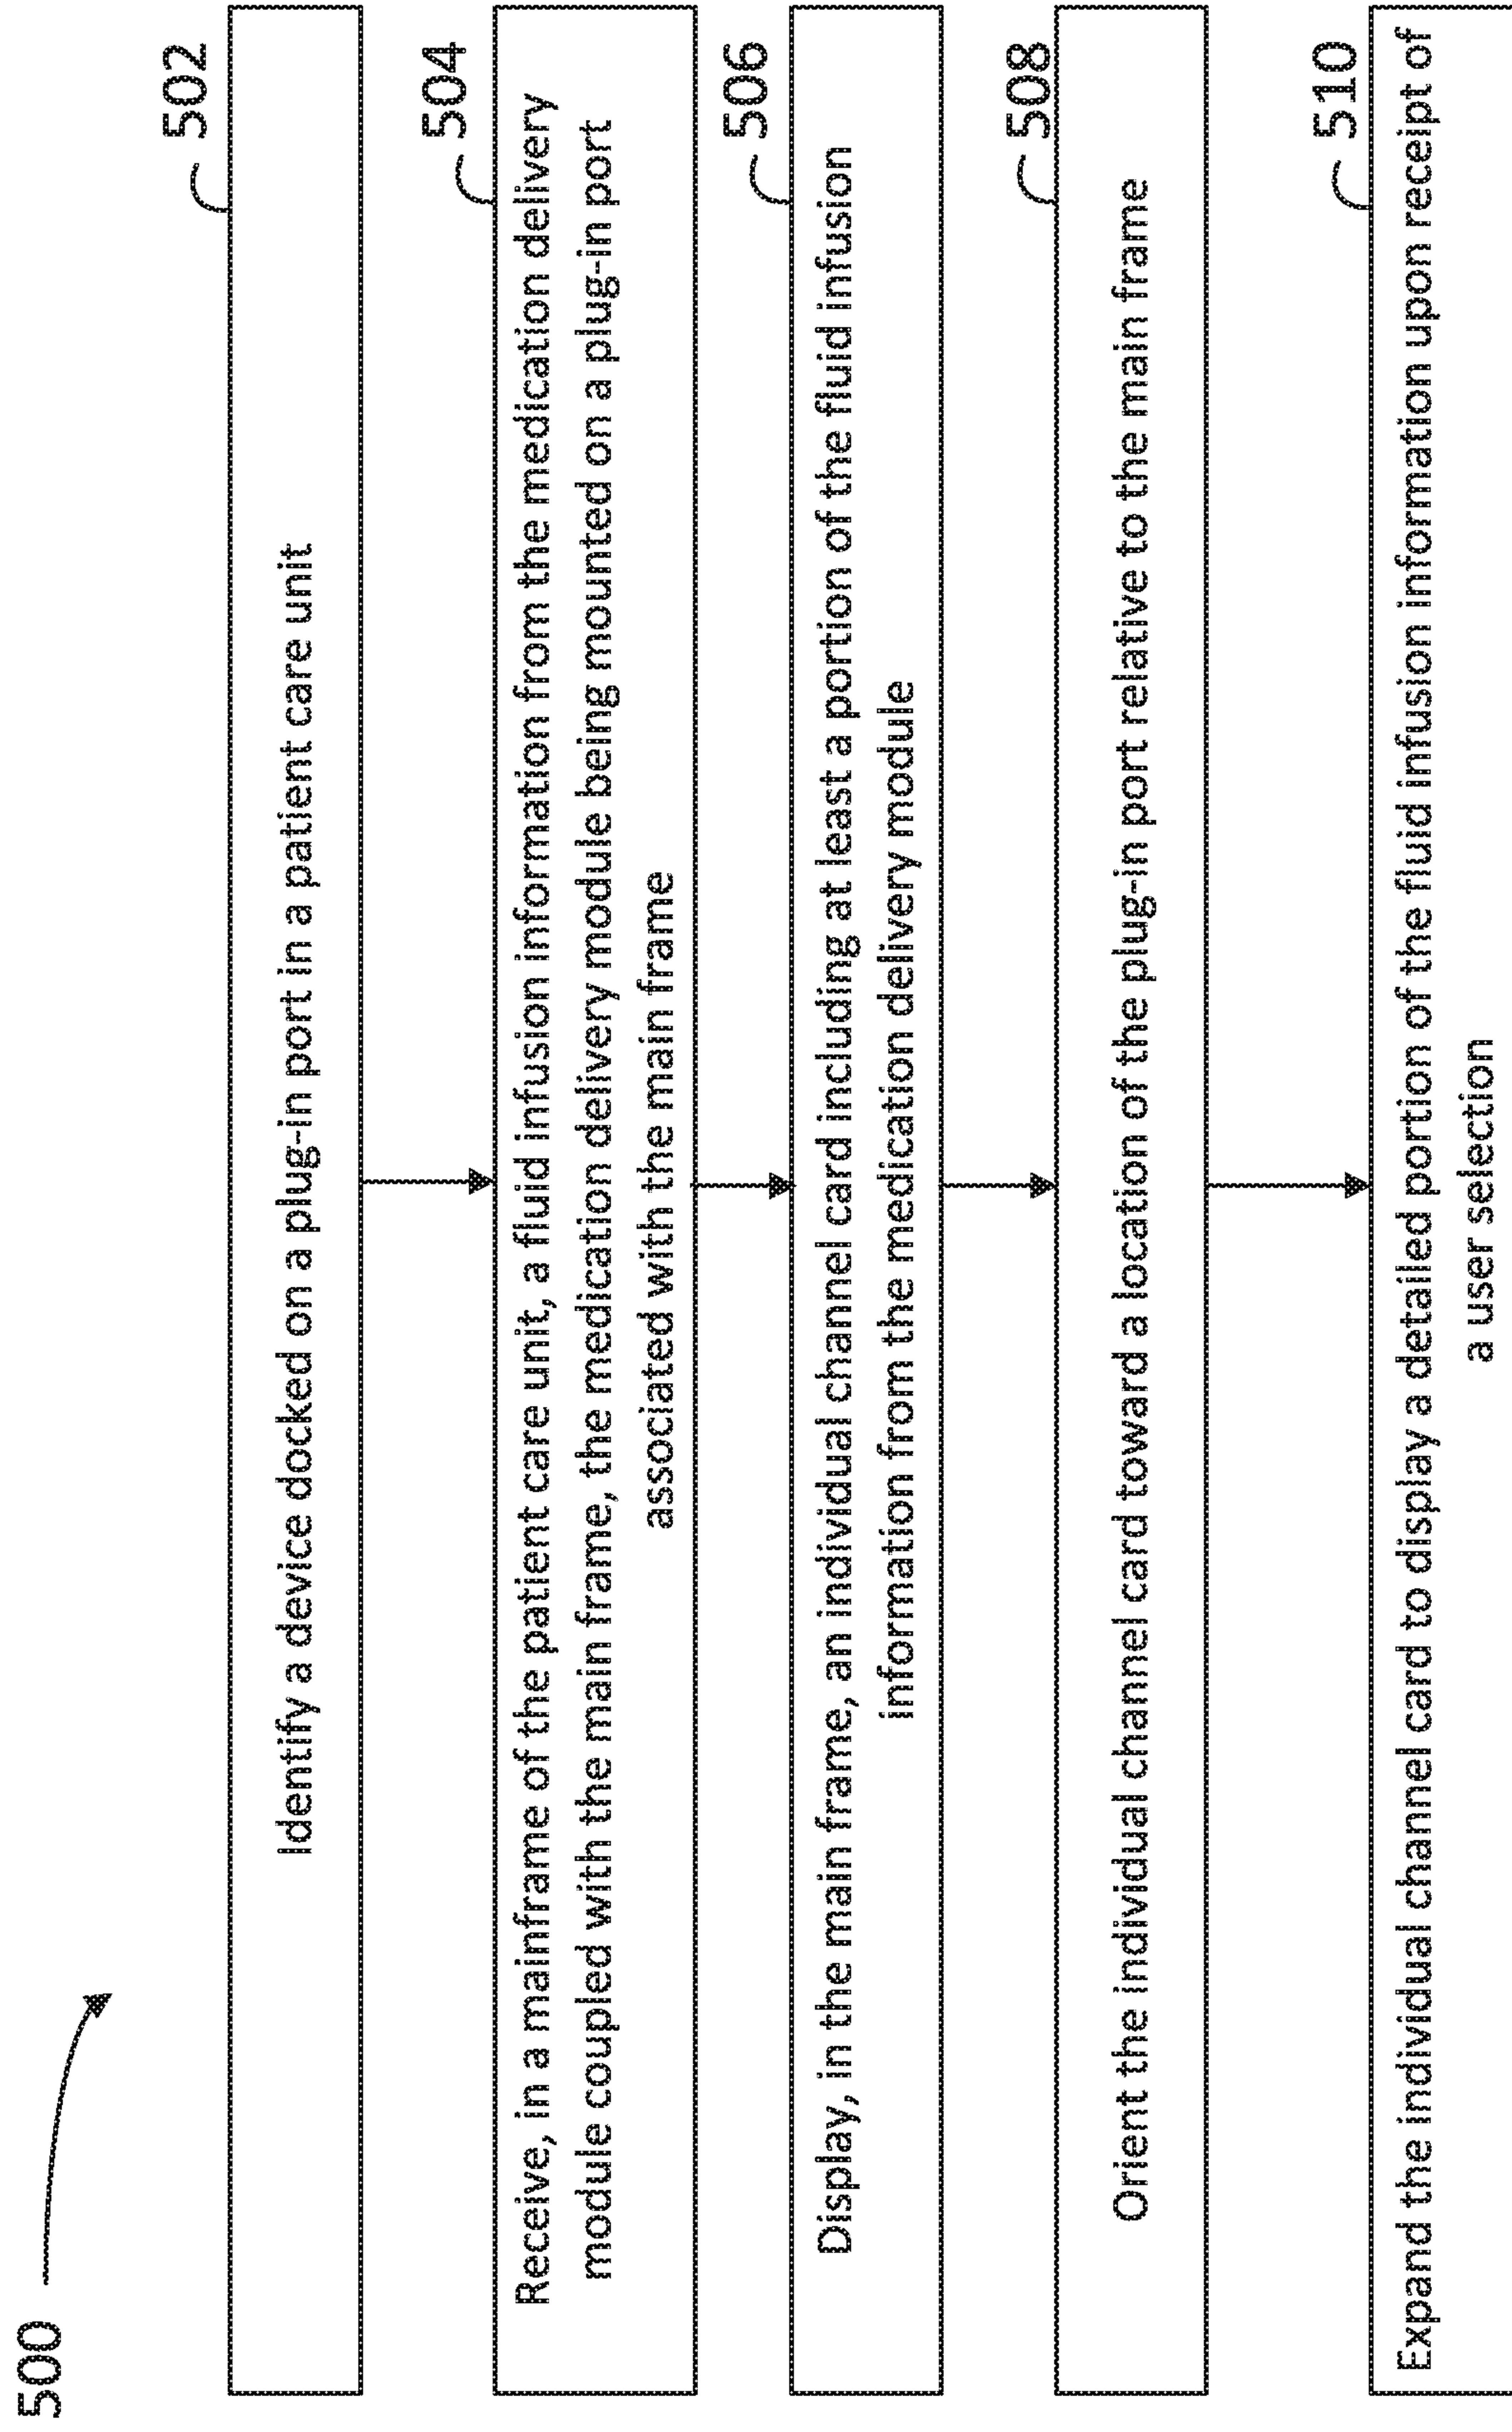 500
502
Identify a device docked on a plug-in port in a patient care unit
504
Receive, in a mainframe of the patient care unit, a fluid infusion information from the medication delivery
module coupled with the main frame, the medication delivery module being mounted on a plug-in port
associated with the main frame
506
Display, in the main frame, an individual channel card including at least a portion of the fluid infusion
information from the medication delivery module
508
Orient the individual channel card toward a location of the plug-in port relative to the main frame
510
Expand the individual channel card to display a detailed portion of the fluid infusion information upon receipt of
a user selection